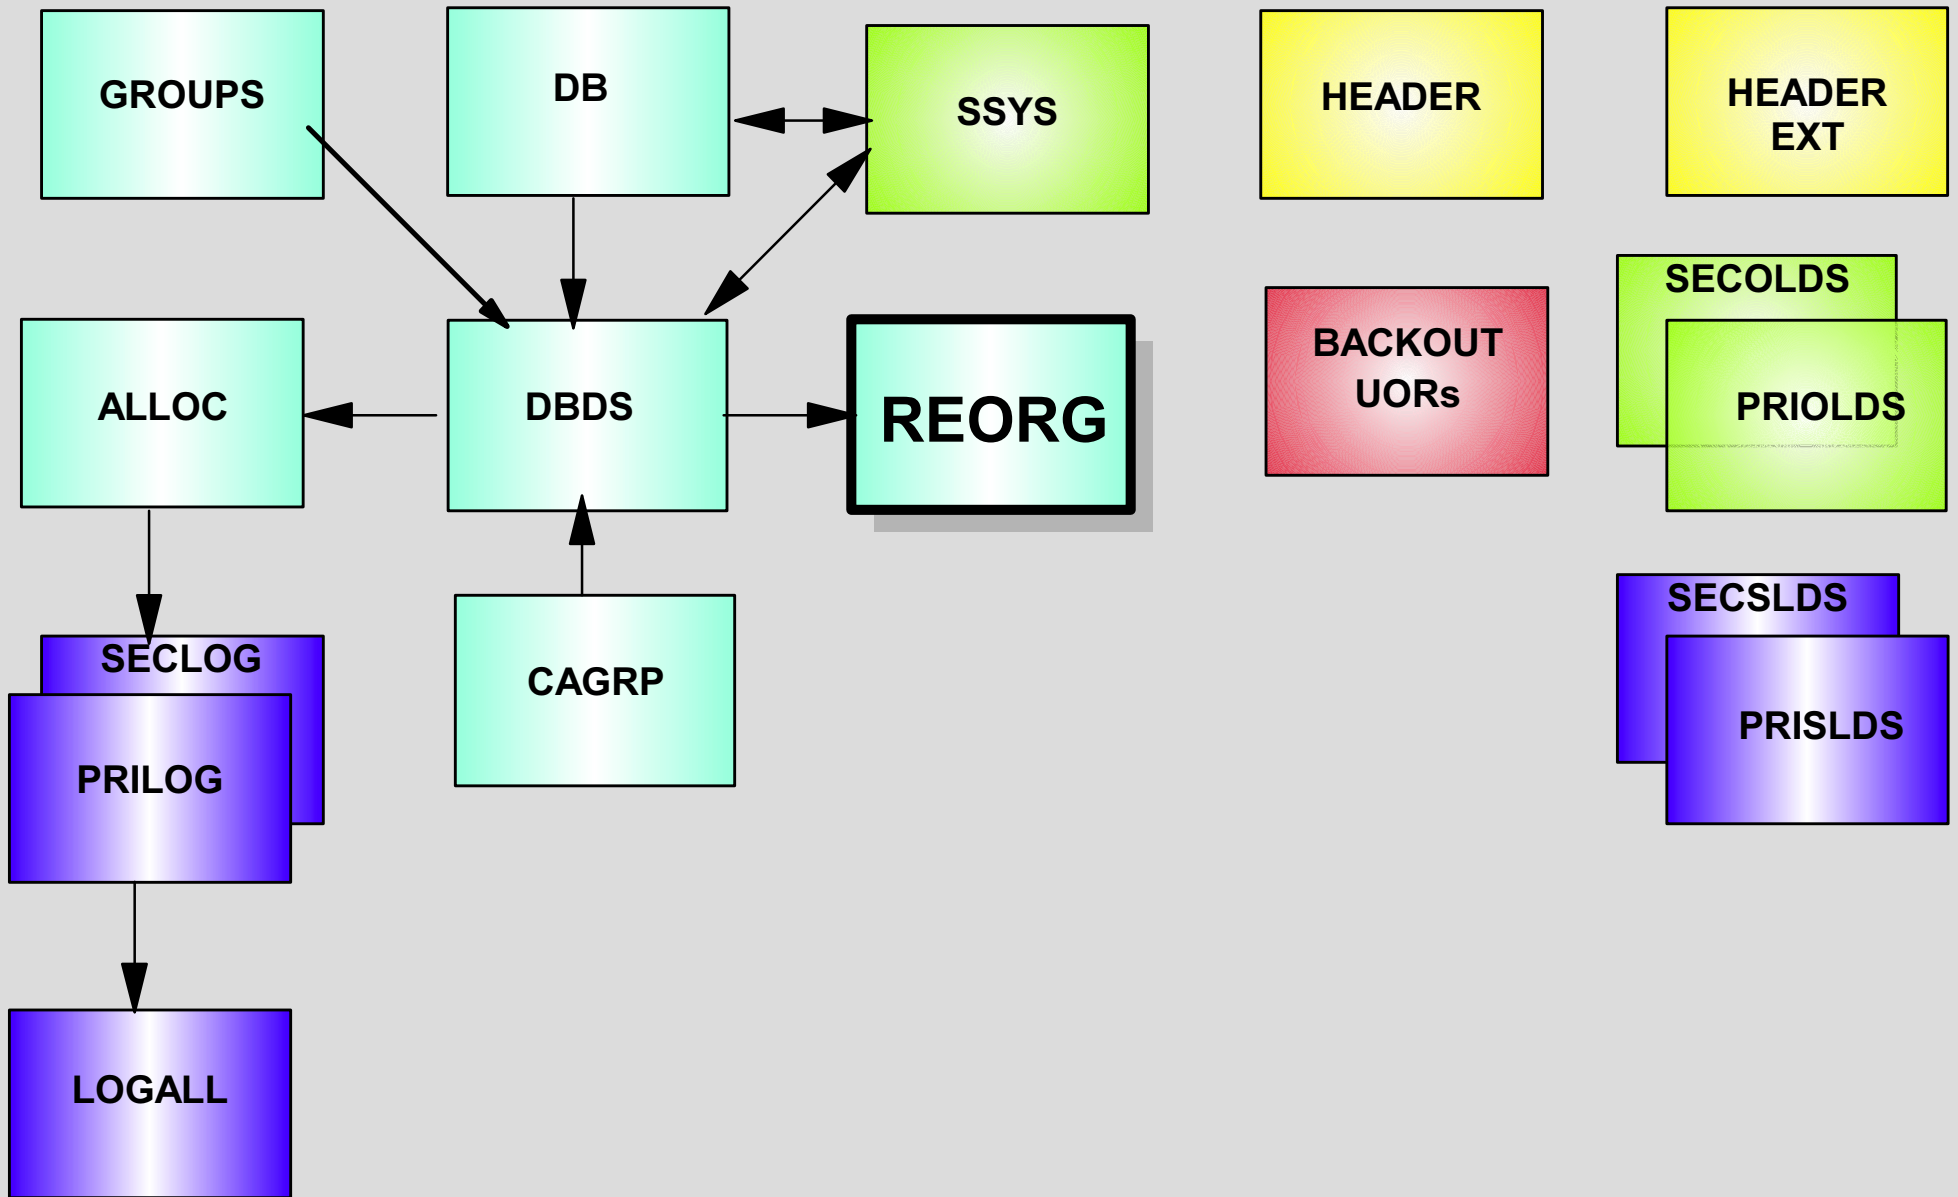 GROUPS
DB
SSYS
HEADER
HEADER
EXT
ALLOC
DBDS
REORG
BACKOUT
UORs
SECOLDS
PRIOLDS
SECLOG
PRILOG
CAGRP
SECSLDS
PRISLDS
LOGALL